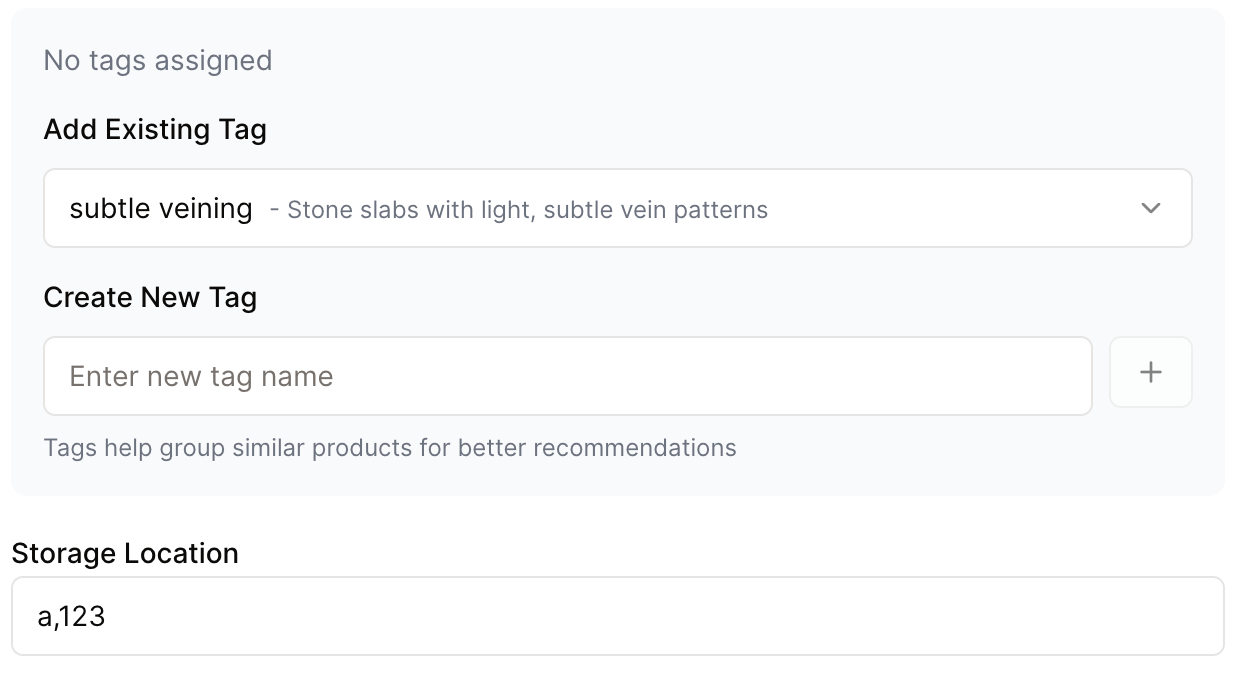 No tags assigned
Add Existing Tag
subtle veining - Stone slabs with light, subtle vein patterns
Create New Tag
Enter new tag name
+
Tags help group similar products for better recommendations
Storage Location
a,123